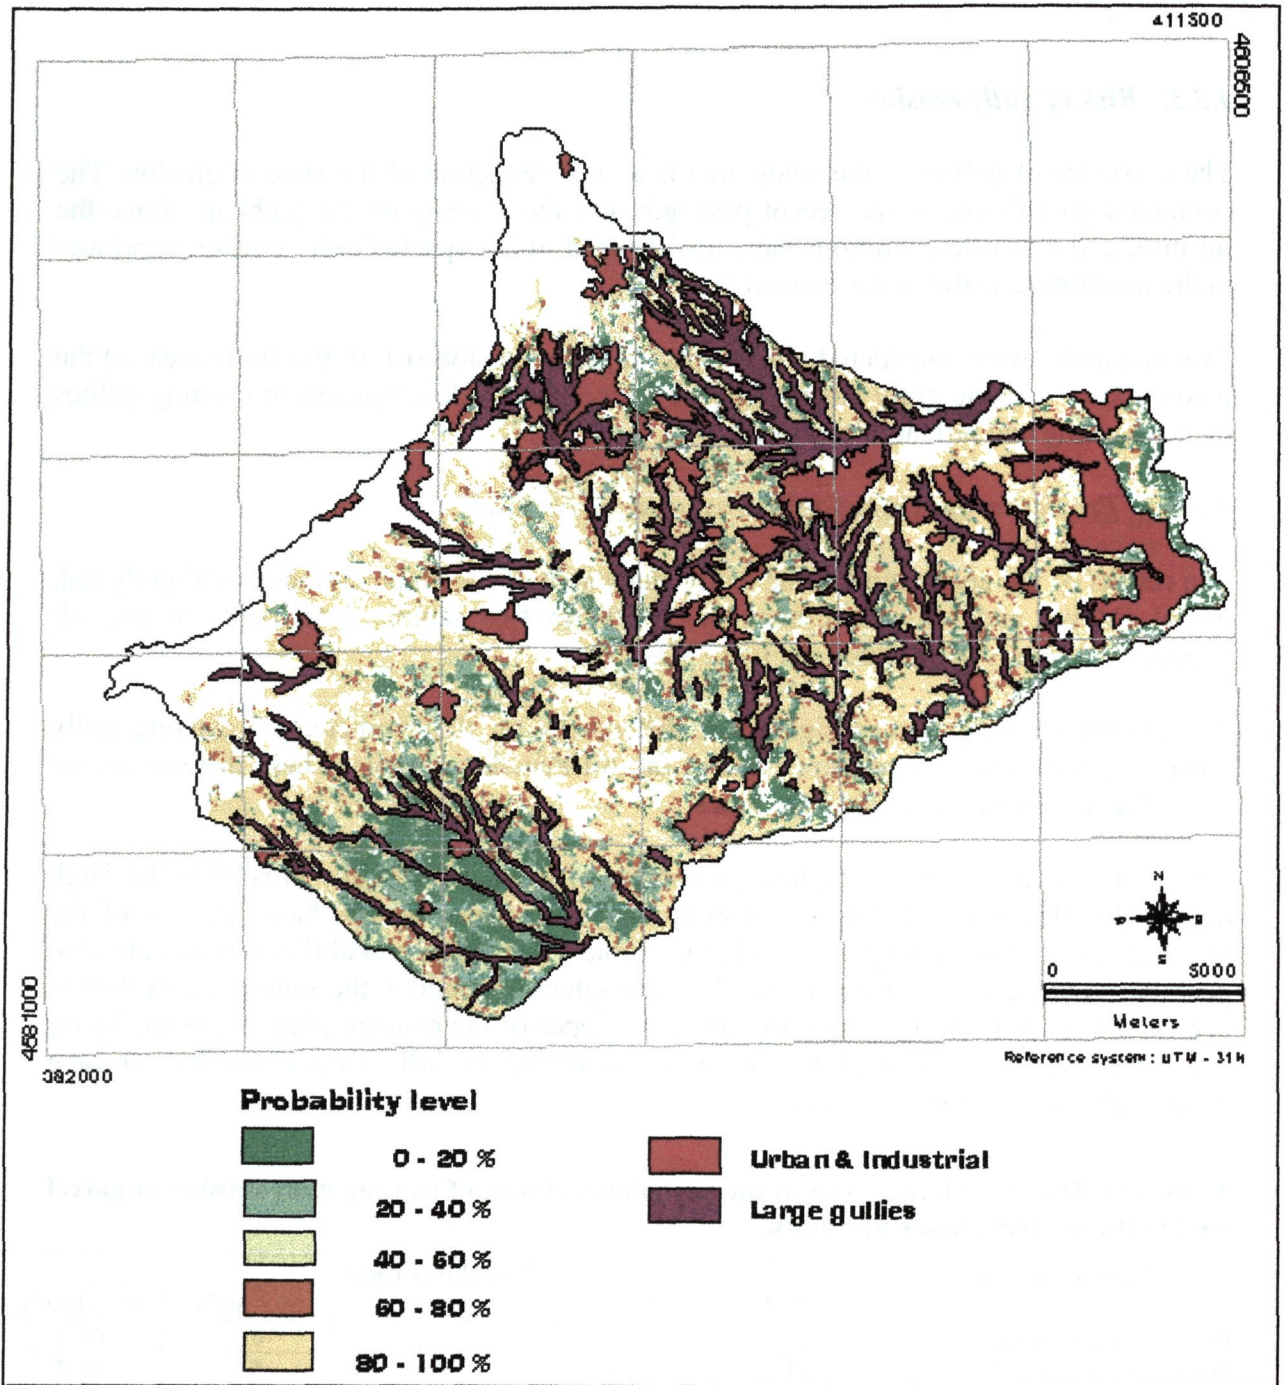 411500
4606500
N
P
E
S
0 5000
Meters
4581000
382000
Reference system: UTM - 31N
Probability level
0 - 20 %
20 - 40 %
40 - 60 %
60 - 80 %
80 - 100 %
Urban & Industrial
Large gullies